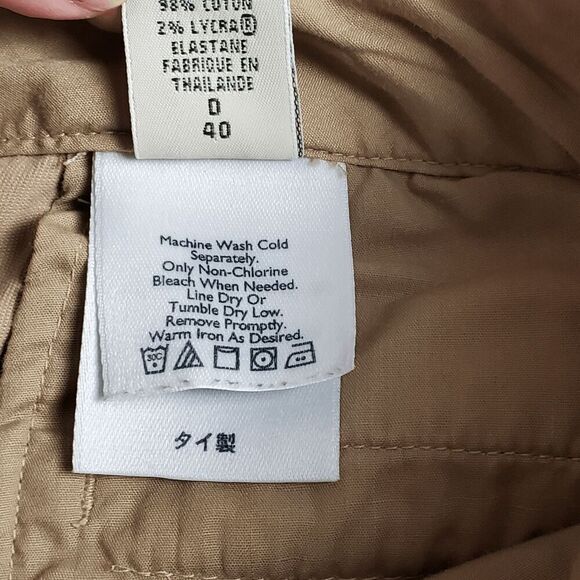 98% COTON
2% LYCRA®
ELASTANE
FABRIQUE EN
THAILANDE
D
40
Machine Wash Cold
Separately.
Only Non-Chlorine
Bleach When Needed.
Line Dry Or
Tumble Dry Low.
Remove Promptly.
Warm Iron As Desired.
30C
タイ製